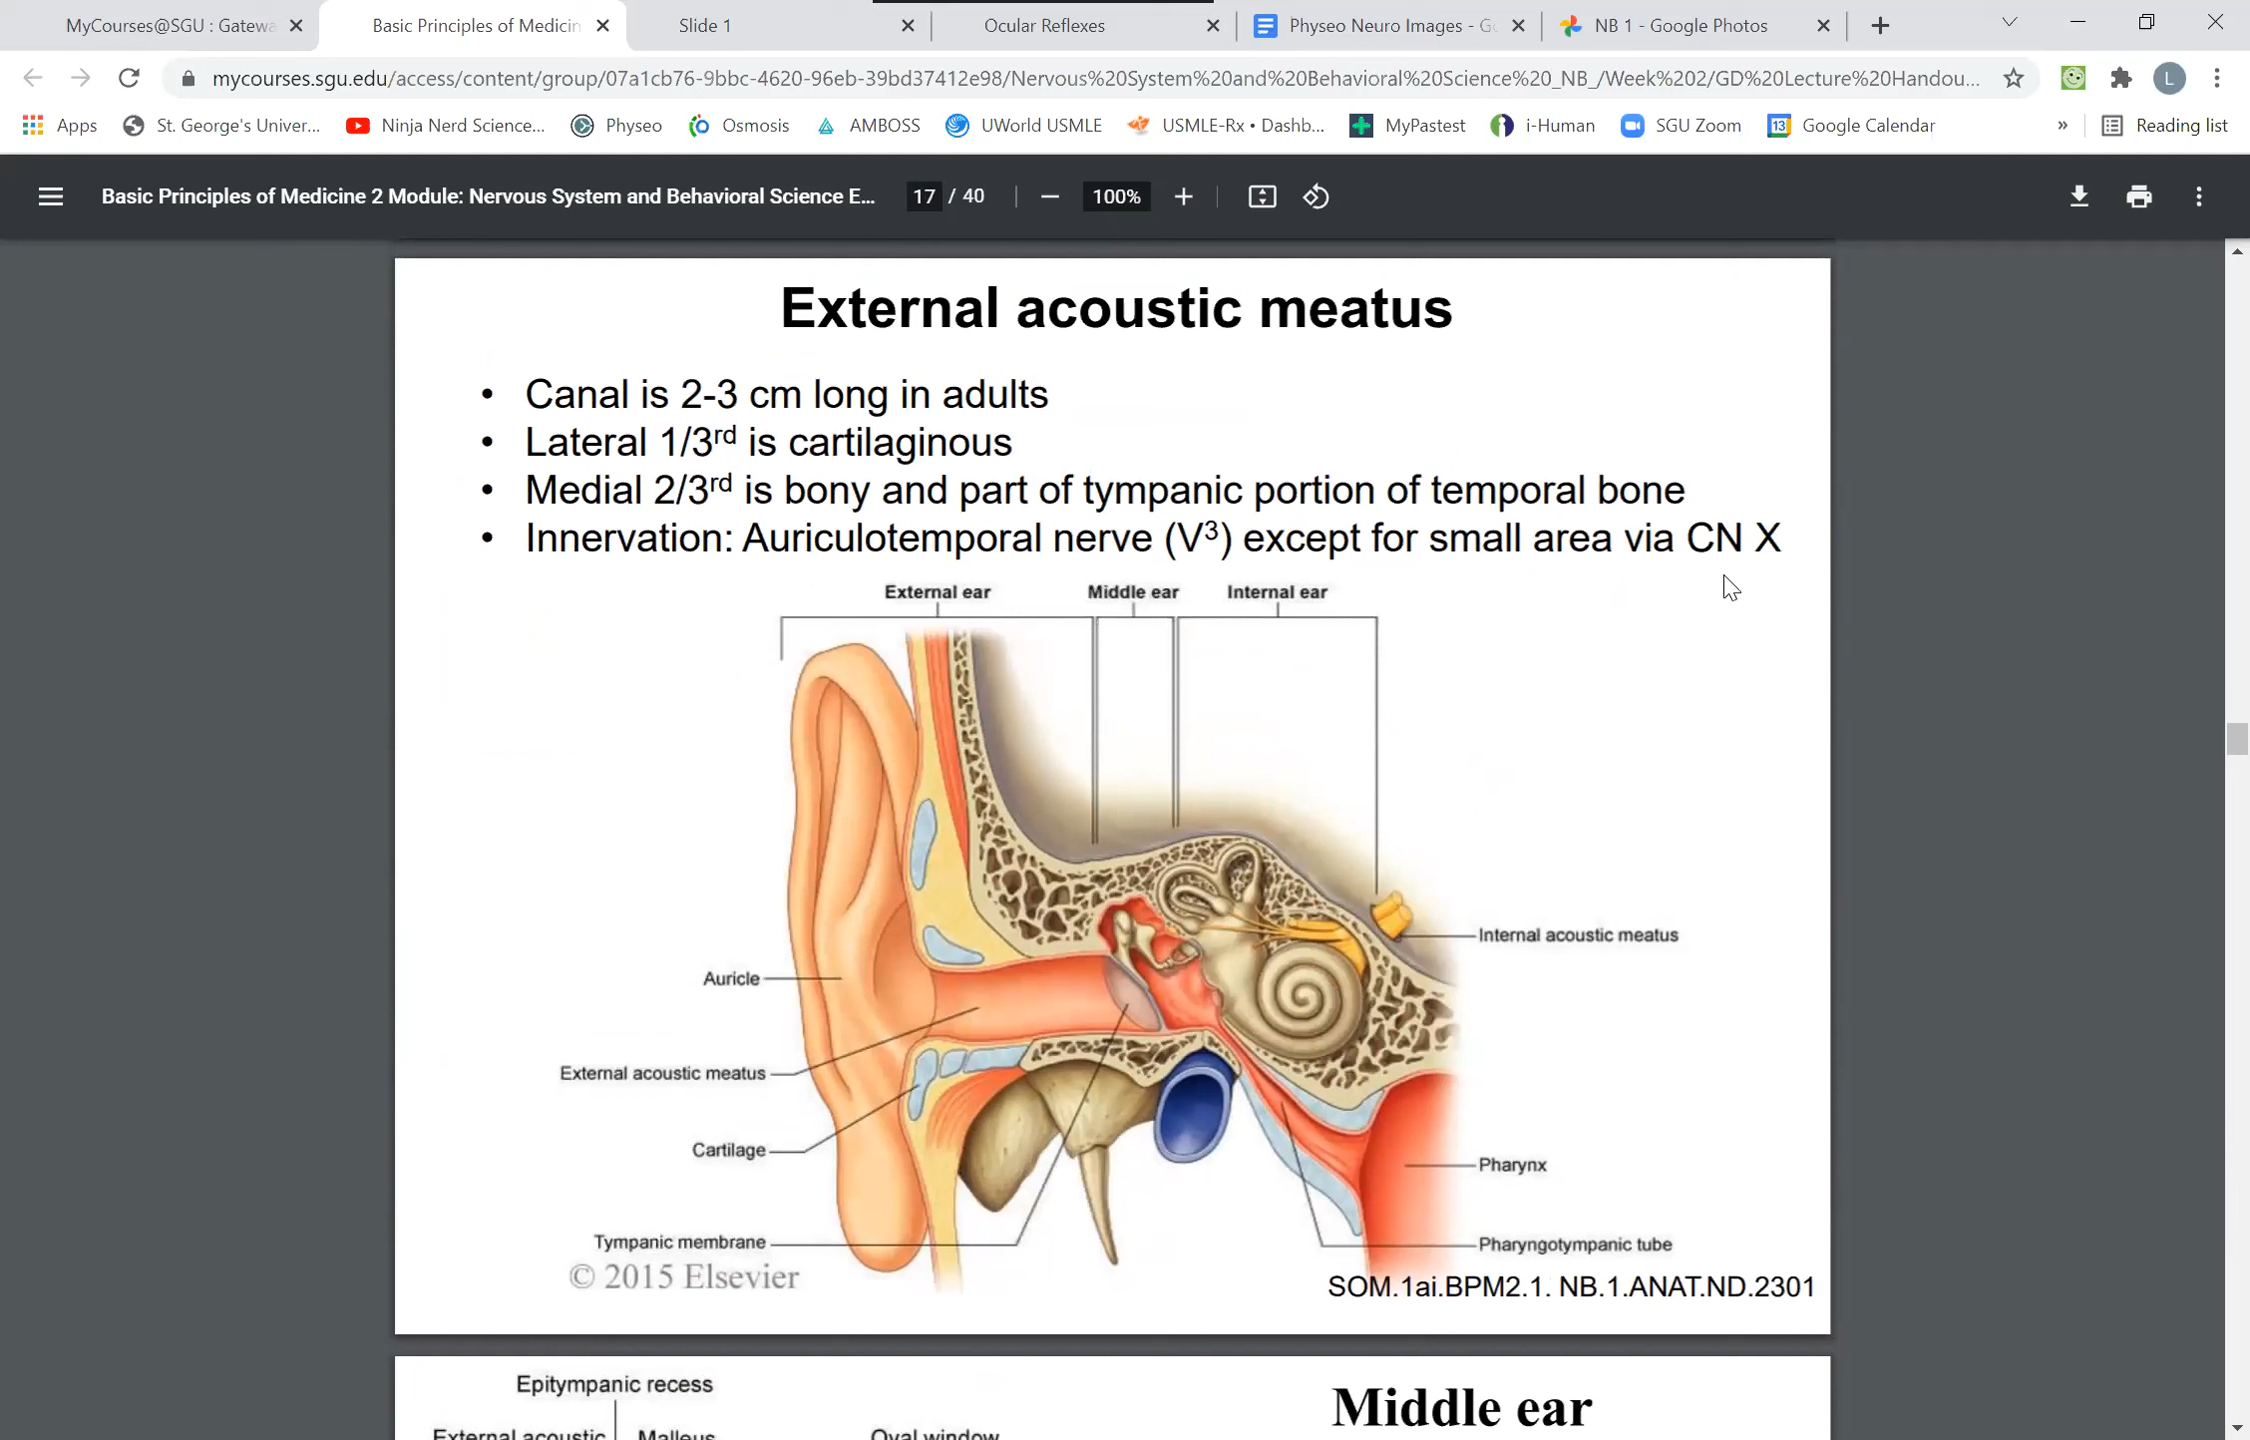 MyCourses@SGU : Gatewa
Basic Principles of Medicin
Slide 1
Ocular Reflexes
Physeo Neuro Images - Go
NB 1 - Google Photos
mycourses.sgu.edu/access/content/group/07a1cb76-9bbc-4620-96eb-39bd37412e98/Nervous%20System%20and%20Behavioral%20Science%20_NB_/Week%202/GD%20Lecture%20Handou...
L
Apps
St. George's Univer...
Ninja Nerd Science...
Physeo
Osmosis
AMBOSS
UWorld USMLE
USMLE-Rx • Dashb...
MyPastest
i-Human
SGU Zoom
13
Google Calendar
»
Reading list
Basic Principles of Medicine 2 Module: Nervous System and Behavioral Science E...
17 / 40
100%
External acoustic meatus
• Canal is 2-3 cm long in adults
• Lateral 1/3rd is cartilaginous
• Medial 2/3rd is bony and part of tympanic portion of temporal bone
• Innervation: Auriculotemporal nerve (V3) except for small area via CN X
External ear
Middle ear
Internal ear
Internal acoustic meatus
Auricle
External acoustic meatus
Cartilage
Pharynx
Tympanic membrane
Pharyngotympanic tube
© 2015 Elsevier
SOM.1ai.BPM2.1. NB.1.ANAT.ND.2301
Epitympanic recess
Middle ear
External acoustic
Malleus
Oval window